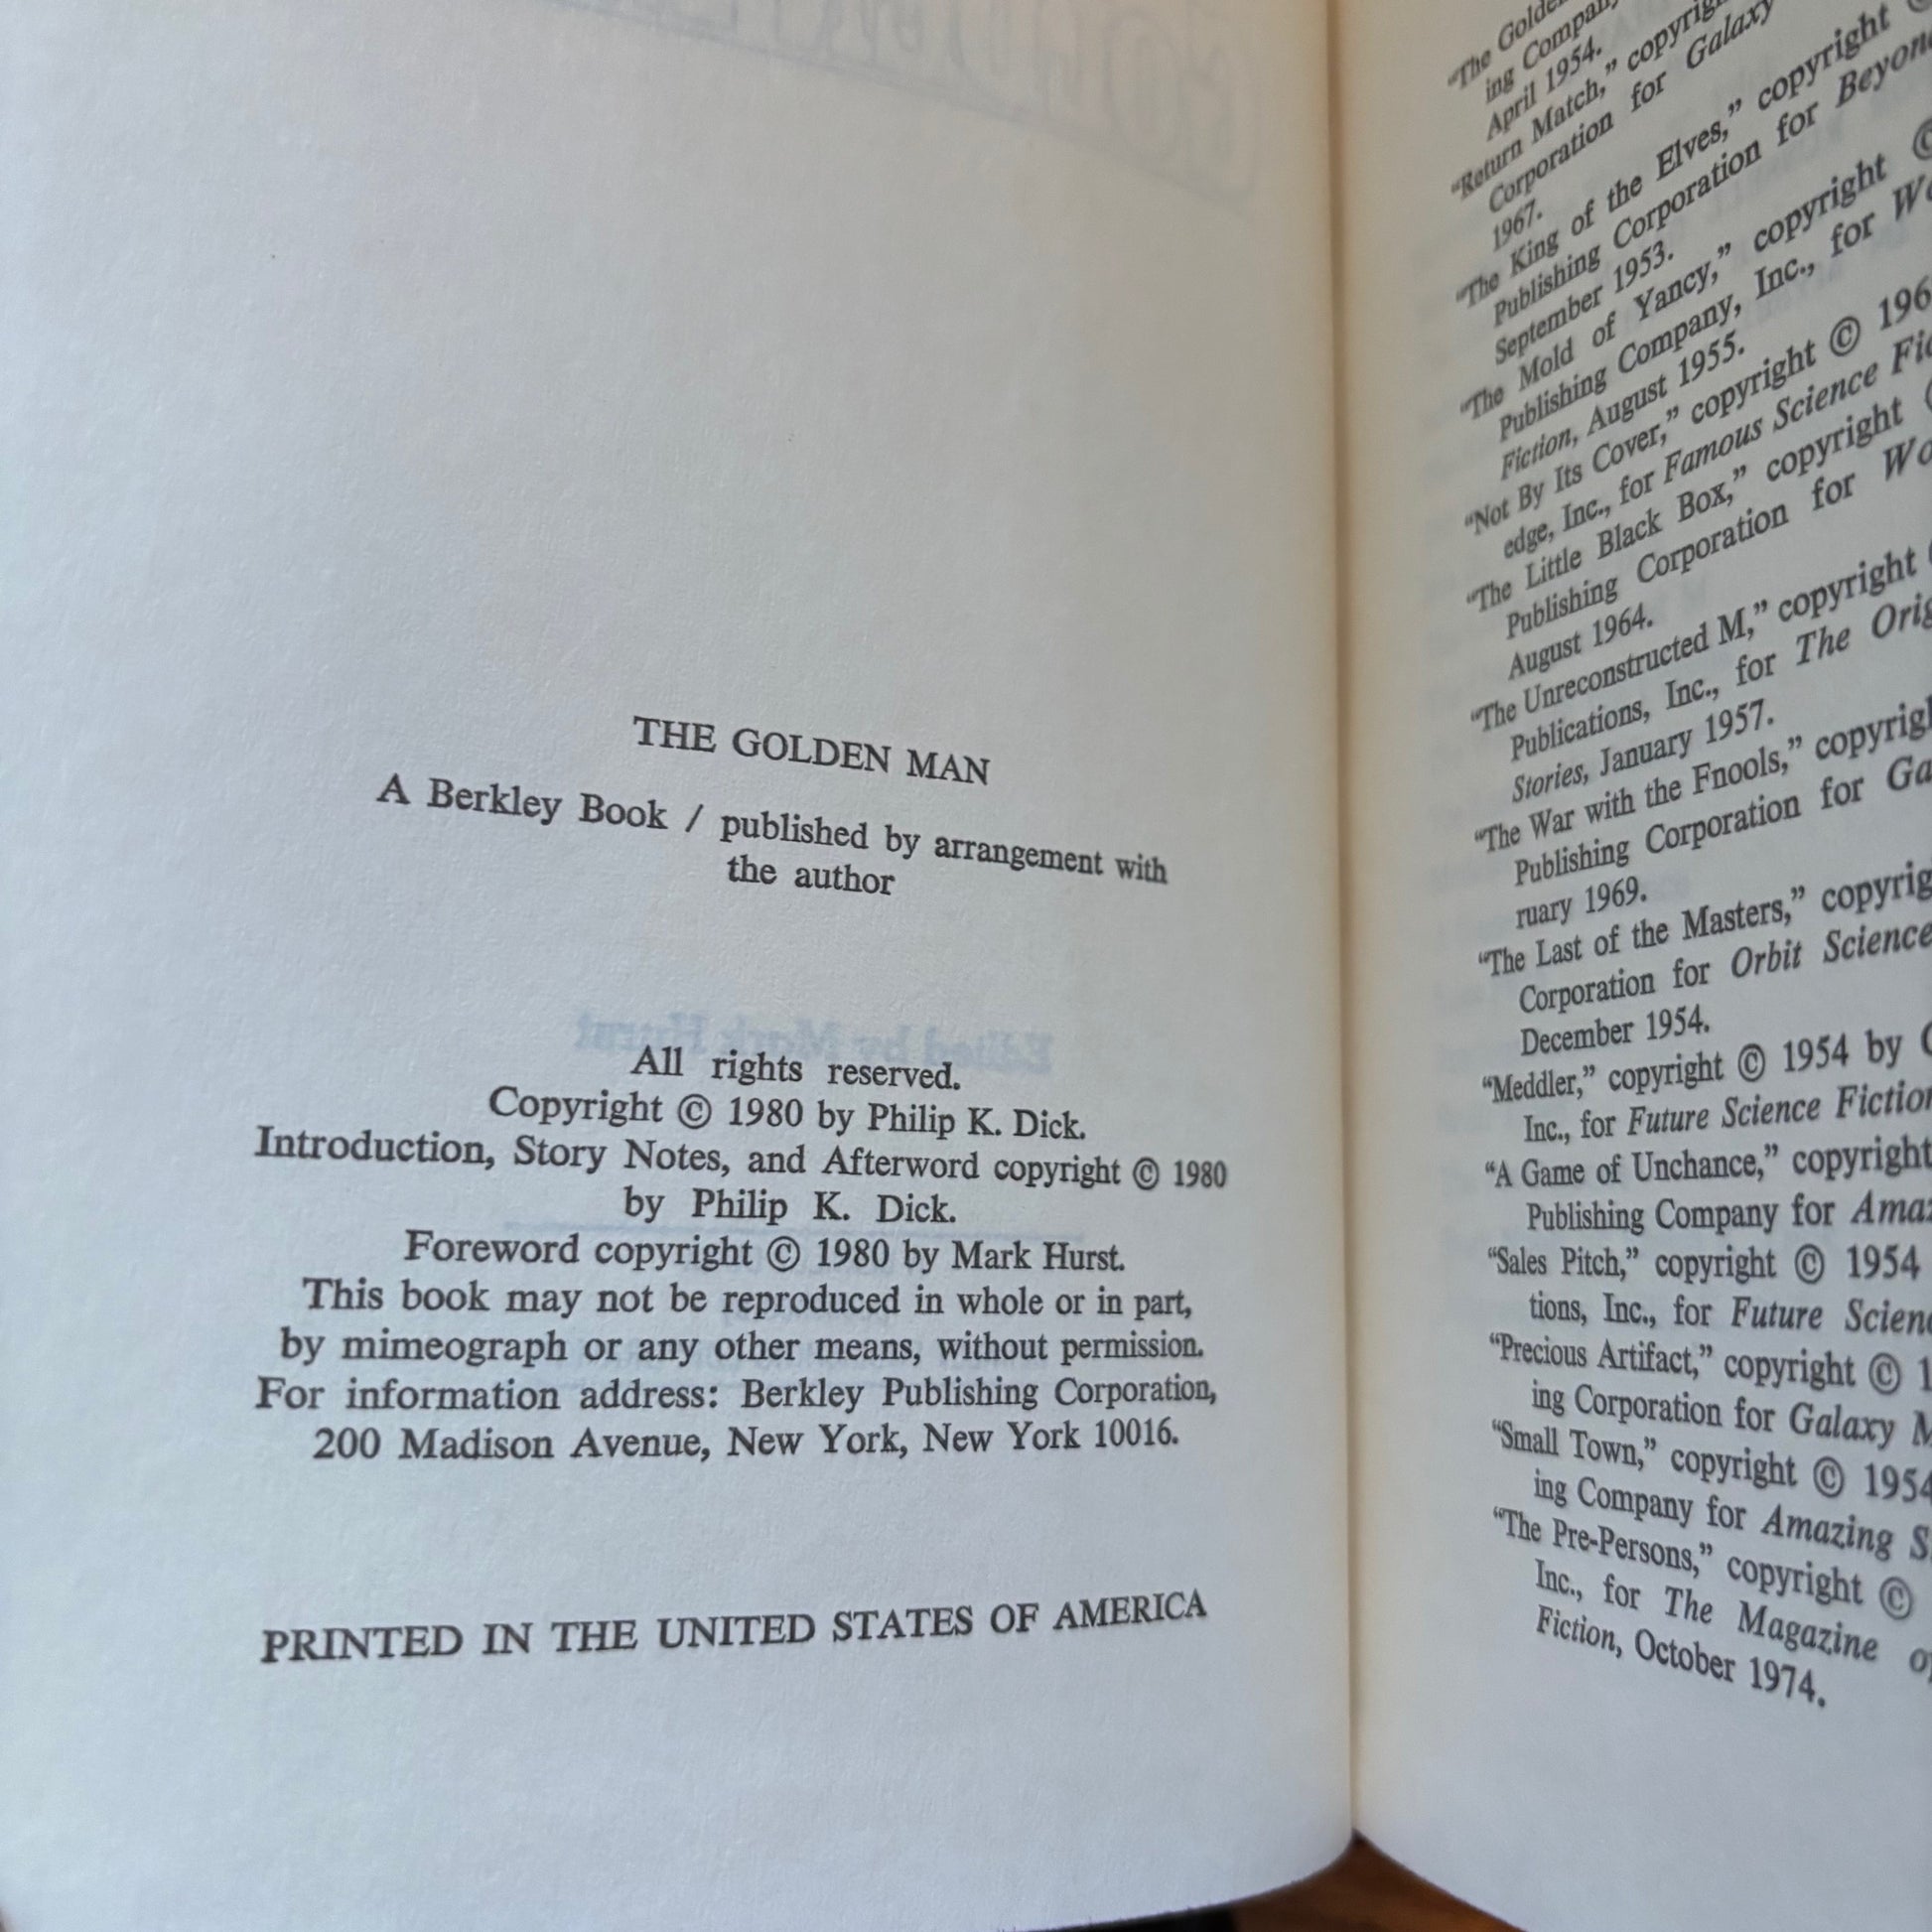 THE GOLDEN MAN
A Berkley Book / published by arrangement with
the author
All rights reserved.
Copyright © 1980 by Philip K. Dick.
Introduction, Story Notes, and Afterword copyright © 1980
by Philip K. Dick.
Foreword copyright © 1980 by Mark Hurst.
This book may not be reproduced in whole or in part,
by mimeograph or any other means, without permission.
For information address: Berkley Publishing Corporation,
200 Madison Avenue, New York, New York 10016.
PRINTED IN THE UNITED STATES OF AMERICA
"The
ing
April 1954.
"Return Match," copyright
Corporation for Galaxy
1967.
"The King of the Elves," copyright
Publishing Corporation for
September 1953.
"The Mold of Yancy," copyright
Publishing Company, Inc., for
Fiction, August 1955.
"Not By Its Cover," copyright ©
edge, Inc., for Famous Science
"The Little Black Box," copyright
Publishing Corporation for
August 1964.
"The Unreconstructed M," copyright
Publications, Inc., for The
Stories, January 1957.
"The War with the Fnools,"
Publishing Corporation for
ruary 1969.
"The Last of the Masters,"
Corporation for Orbit Science
December 1954.
"Meddler," copyright © 1954 by
Inc., for Future Science
"A Game of Unchance," copyright
Publishing Company for
"Sales Pitch," copyright © 1954
tions, Inc., for Future
"Precious Artifact," copyright ©
ing Corporation for Galaxy
"Small Town," copyright © 1954
ing Company for Amazing
"The Pre-Persons," copyright ©
Inc., for The Magazine
Fiction, October 1974.